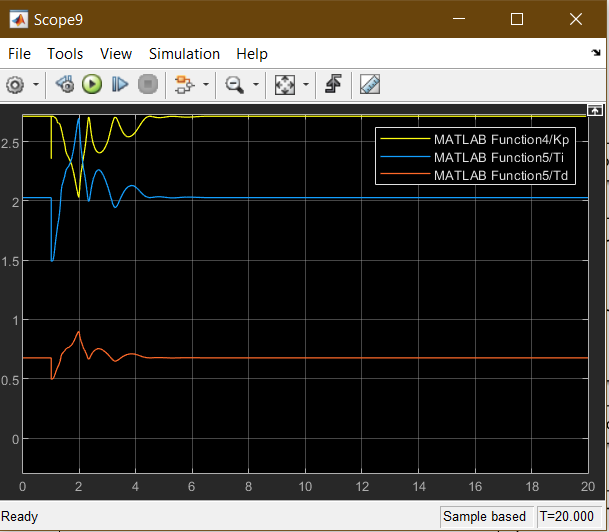 Scope9
File Tools View Simulation Help
MATLAB Function4/Kp
MATLAB Function5/Ti
MATLAB Function5/Td
2.5
2
1.5
1
0.5
0
0 2 4 6 8 10 12 14 16 18 20
Ready Sample based T=20.000